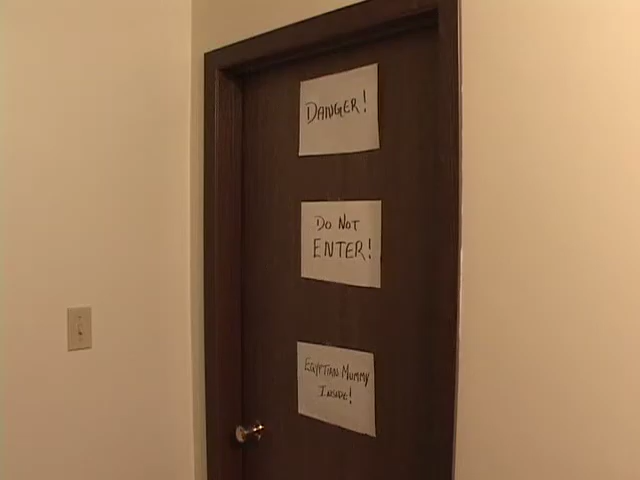 DANGER!
DO NOT
ENTER!
EGYPTIAN MUMMY
INSIDE!